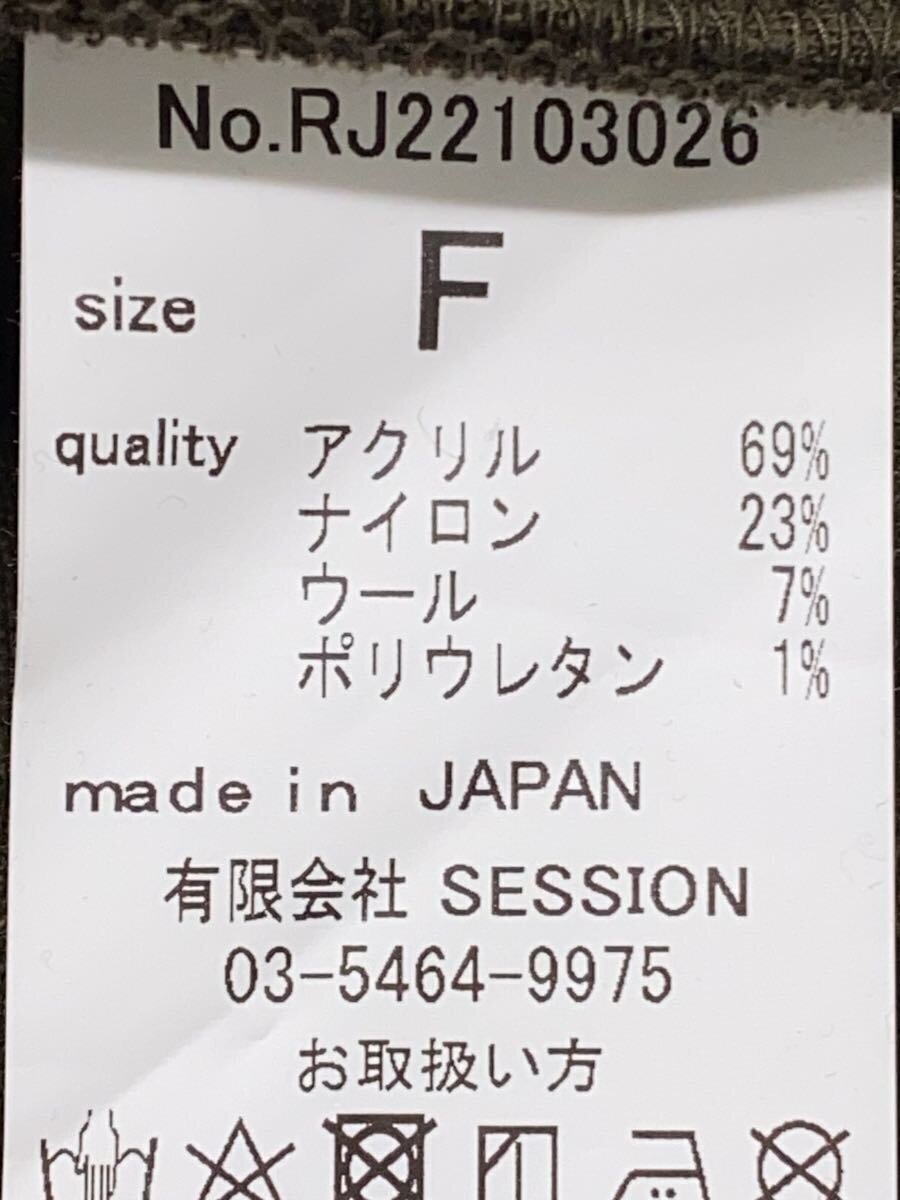 No.RJ22103026
size F
quality アクリル 69%
ナイロン 23%
ウール 7%
ポリウレタン 1%
made in JAPAN
有限会社 SESSION
03-5464-9975
お取扱い方